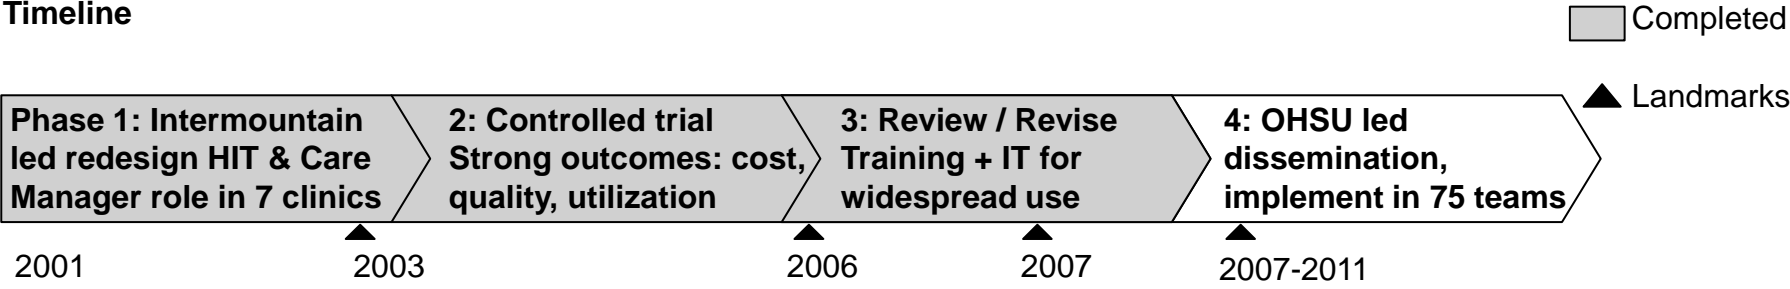 Timeline
Completed
Landmarks
Phase 1: Intermountain
led redesign HIT & Care
Manager role in 7 clinics
2: Controlled trial
Strong outcomes: cost,
quality, utilization
3: Review / Revise
Training + IT for
widespread use
4: OHSU led
dissemination,
implement in 75 teams
2001
2003
2006
2007
2007-2011